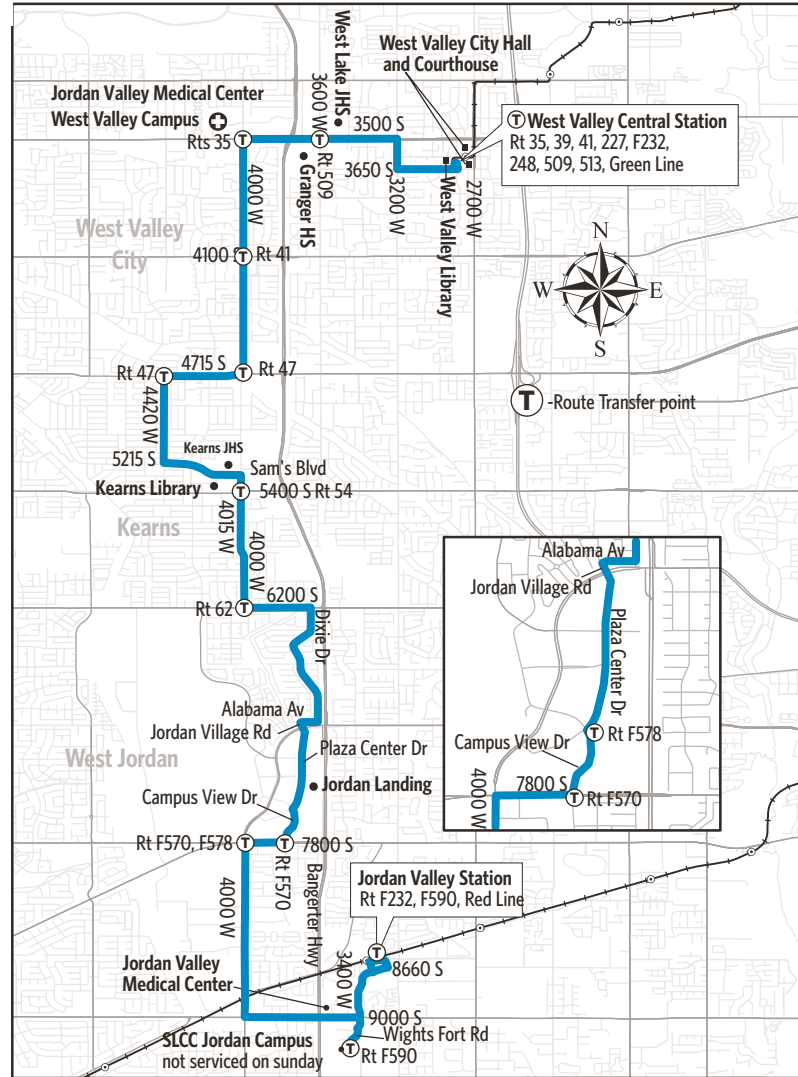 West Valley City Hall
and Courthouse
West Lake JHS
3600 W
Jordan Valley Medical Center
West Valley Campus
T West Valley Central Station
Rt 35, 39, 41, 227, F232,
248, 509, 513, Green Line
Rts 35
T
T
3500 S
Rt 509
Granger HS
3650 S
3200 W
West Valley Library
2700 W
4000 W
West Valley
City
4100 S
T
Rt 41
N
W
E
S
Rt 47
T
4715 S
T
Rt 47
T
-Route Transfer point
4420 W
5215 S
Kearns JHS
Sam's Blvd
Kearns Library
T
5400 S Rt 54
Kearns
4015 W
4000 W
Rt 62
T
6200 S
Dixie Dr
Alabama Av
Jordan Village Rd
West Jordan
Plaza Center Dr
Jordan Landing
Campus View Dr
Rt F570, F578
T
T
7800 S
Rt F570
4000 W
Bangerter Hwy
Alabama Av
Jordan Village Rd
Plaza Center Dr
T
Rt F578
Campus View Dr
7800 S
4000 W
T
Rt F570
Jordan Valley Station
Rt F232, F590, Red Line
T
8660 S
3400 W
Jordan Valley
Medical Center
9000 S
SLCC Jordan Campus
not serviced on sunday
Wights Fort Rd
T
Rt F590